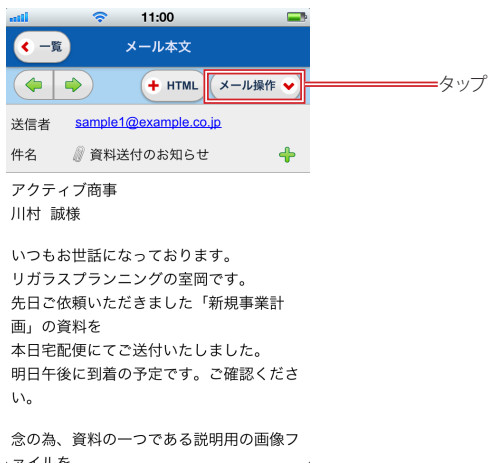 11:00
一覧
メール本文
HTML
メール操作
タップ
送信者 sample1@example.co.jp
件名 資料送付のお知らせ
アクティブ商事
川村 誠様
いつもお世話になっております。
リガラスプランニングの室岡です。
先日ご依頼いただきました「新規事業計
画」の資料を
本日宅配便にてご送付いたしました。
明日午後に到着の予定です。ご確認くださ
い。
念の為、資料の一つである説明用の画像フ
ァイルを